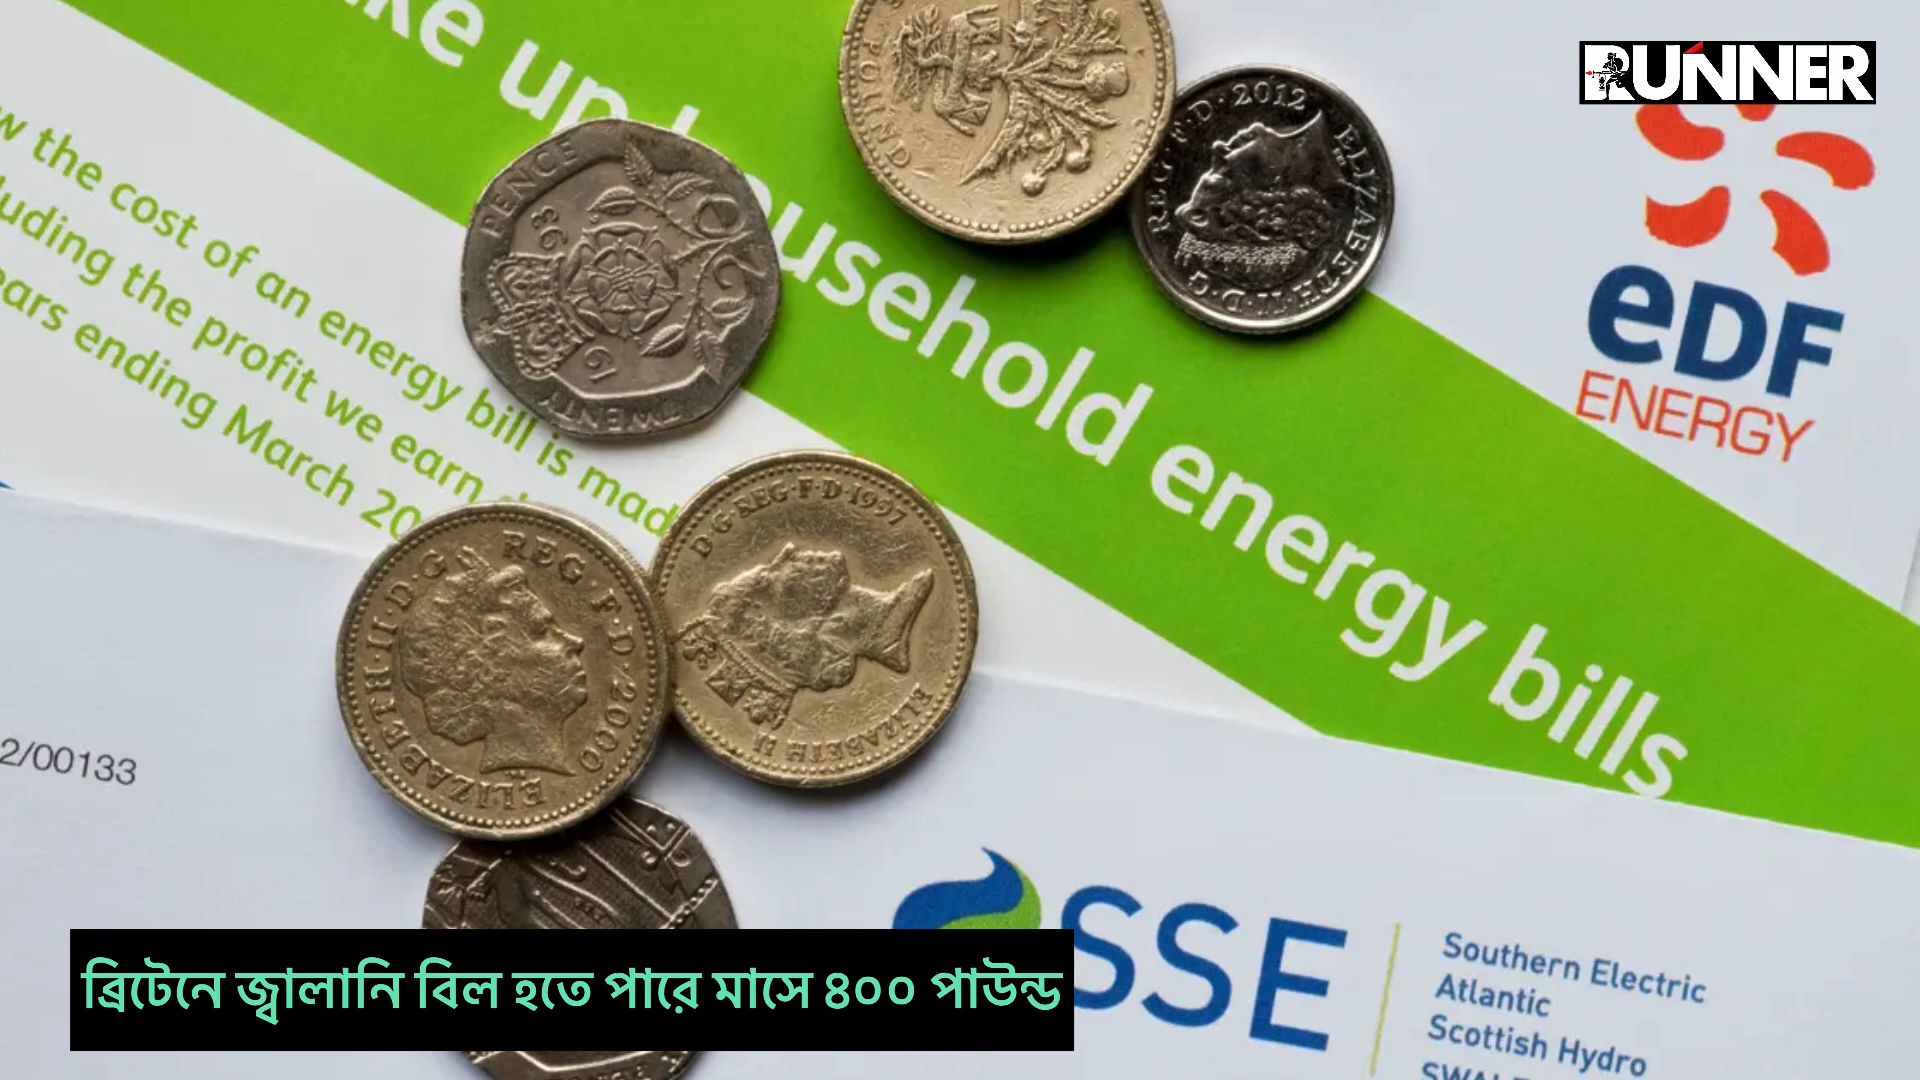 RUNNER
ke up household energy bills
w the cost of an energy bill is mad
luding the profit we earn
ears ending March 20
PENCE
TWENTY
POUND
REG·F·D·2012 ELIZABETH·II·D·G
eDF
ENERGY
ELIZABETH·II·D·G REG·F·D·2000
D·G·REG·F·D·1997 ELIZABETH II
2/00133
SSE
Southern Electric
Atlantic
Scottish Hydro
ব্রিটেনে জ্বালানি বিল হতে পারে মাসে ৪০০ পাউন্ড